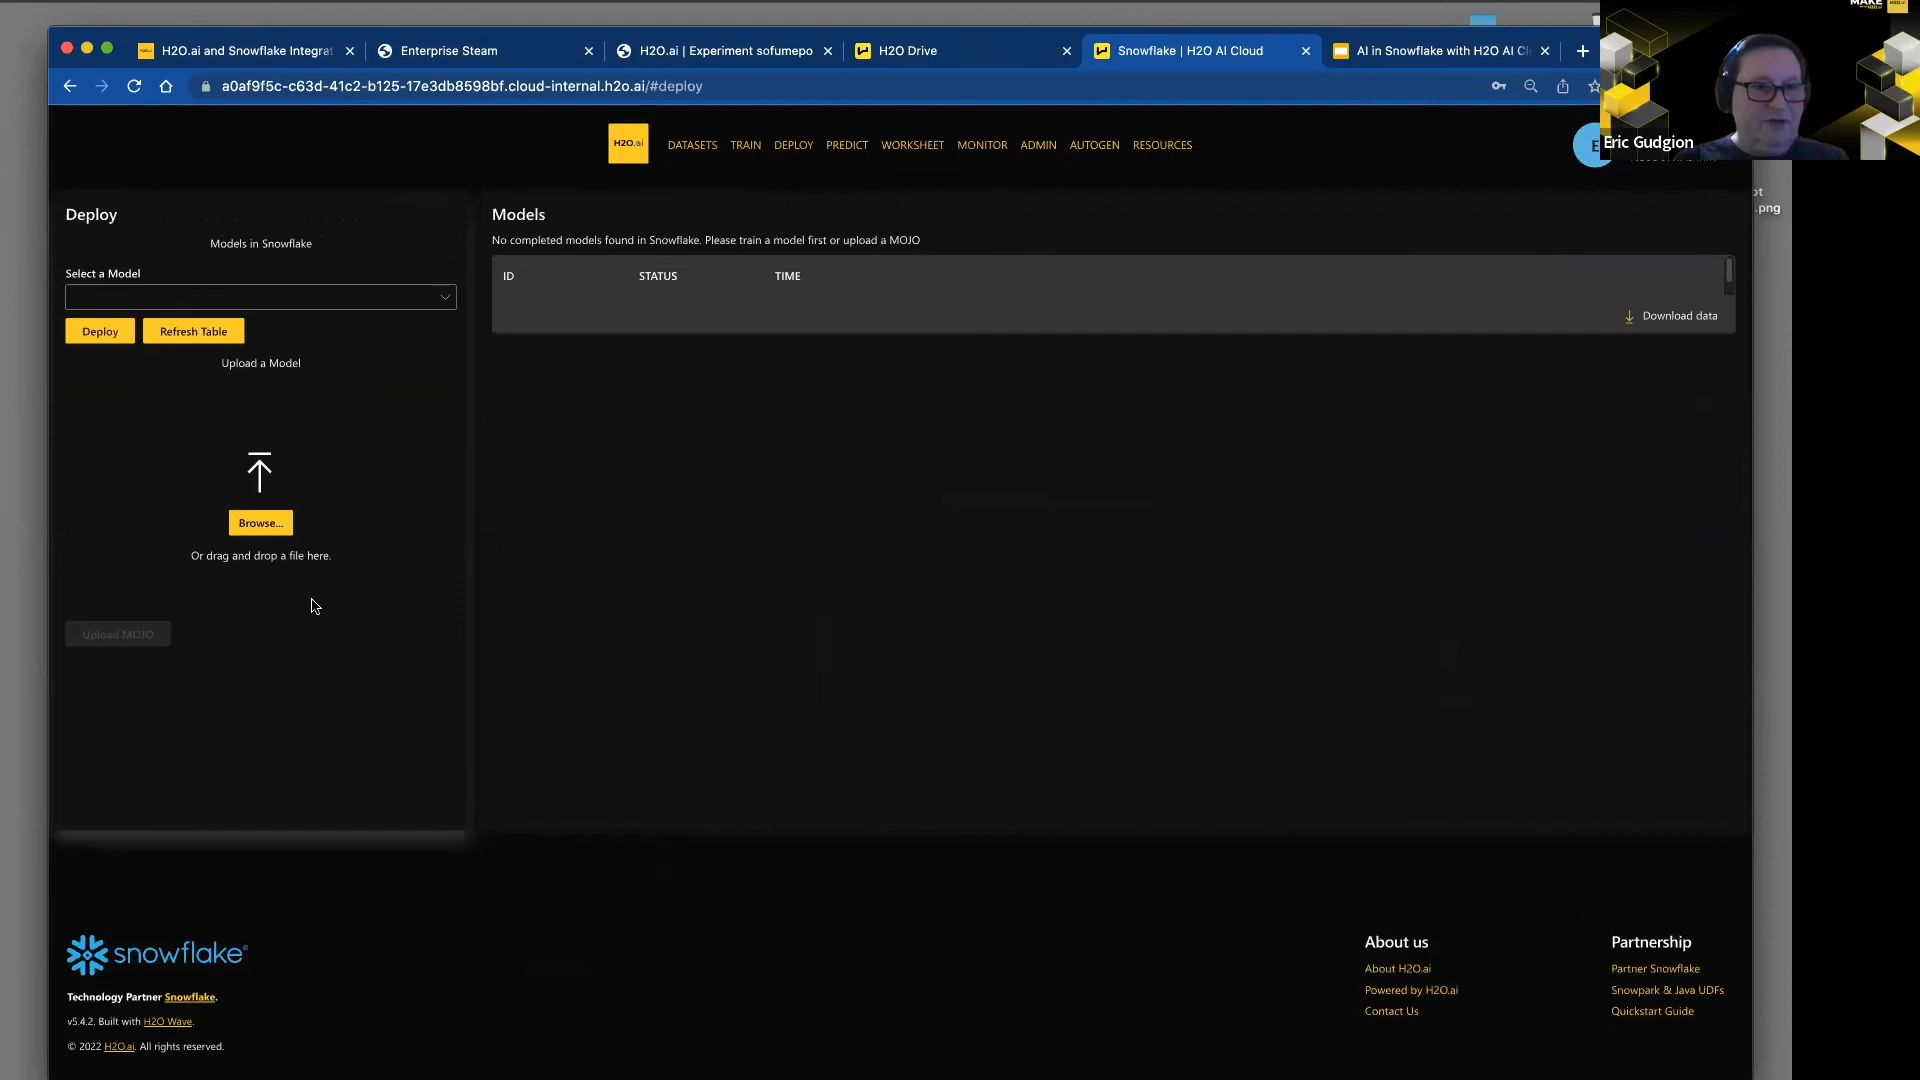 H2O.ai and Snowflake Integrat
Enterprise Steam
H2O.ai | Experiment sofumepo
H2O Drive
Snowflake | H2O AI Cloud
AI in Snowflake with H2O AI Cl
a0af9f5c-c63d-41c2-b125-17e3db8598bf.cloud-internal.h2o.ai/#deploy
MAKE
H2O.ai
Eric Gudgion
.png
H2O.ai
DATASETS
TRAIN
DEPLOY
PREDICT
WORKSHEET
MONITOR
ADMIN
AUTOGEN
RESOURCES
E
Deploy
Models in Snowflake
Select a Model
Deploy
Refresh Table
Upload a Model
Browse...
Or drag and drop a file here.
Upload MOJO
Models
No completed models found in Snowflake. Please train a model first or upload a MOJO
ID
STATUS
TIME
Download data
snowflake®
Technology Partner Snowflake.
v5.4.2. Built with H2O Wave.
© 2022 H2O.ai. All rights reserved.
About us
About H2O.ai
Powered by H2O.ai
Contact Us
Partnership
Partner Snowflake
Snowpark & Java UDFs
Quickstart Guide